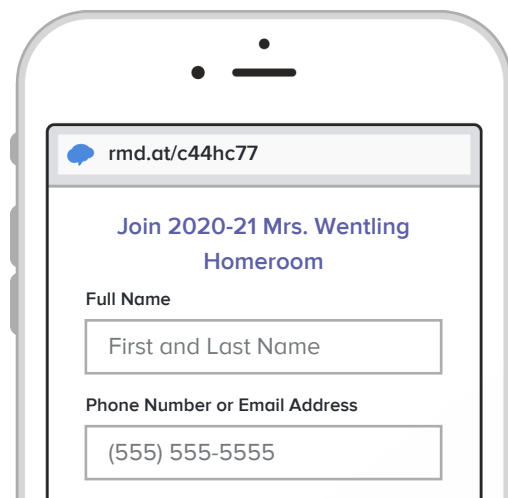 rmd.at/c44hc77
Join 2020-21 Mrs. Wentling
Homeroom
Full Name
First and Last Name
Phone Number or Email Address
(555) 555-5555